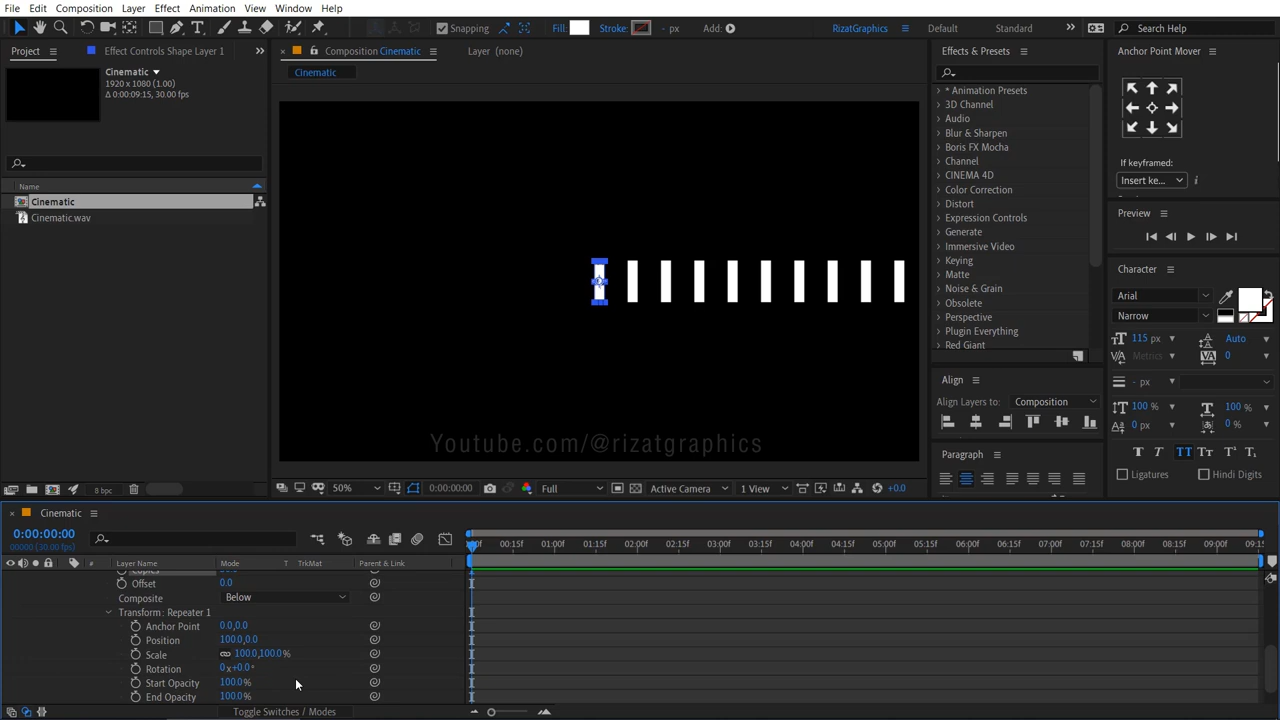 File Edit Composition Layer Effect Animation View Window Help
Snapping Fill: Stroke: - px Add: RizatGraphics Default Standard Search Help
Project Effect Controls Shape Layer 1 Composition Cinematic Layer (none) Effects & Presets Anchor Point Mover
Cinematic
1920 x 1080 (1.00)
Δ 0:00:09:15, 30.00 fps
Cinematic
Name
Cinematic
Cinematic.wav
8 bpc
Youtube.com/@rizatgraphics
50% 0:00:00:00 Full Active Camera 1 View +0.0
* Animation Presets
3D Channel
Audio
Blur & Sharpen
Boris FX Mocha
Channel
CINEMA 4D
Color Correction
Distort
Expression Controls
Generate
Immersive Video
Keying
Matte
Noise & Grain
Obsolete
Perspective
Plugin Everything
Red Giant
Align
Align Layers to: Composition
If keyframed:
Insert ke...
Preview
Character
Arial
Narrow
115 px Auto
Metrics 0
- px
100 % 100 %
0 px 0 %
Ligatures Hindi Digits
Paragraph
Cinematic
0:00:00:00
00000 (30.00 fps)
Layer Name Mode T TrkMat Parent & Link
00:15f 01:00f 01:15f 02:00f 02:15f 03:00f 03:15f 04:00f 04:15f 05:00f 05:15f 06:00f 06:15f 07:00f 07:15f 08:00f 08:15f 09:00f
Offset 0.0
Composite Below
Transform: Repeater 1
Anchor Point 0.0,0.0
Position 100.0,0.0
Scale 100.0,100.0%
Rotation 0x+0.0°
Start Opacity 100.0%
End Opacity 100.0%
Toggle Switches / Modes